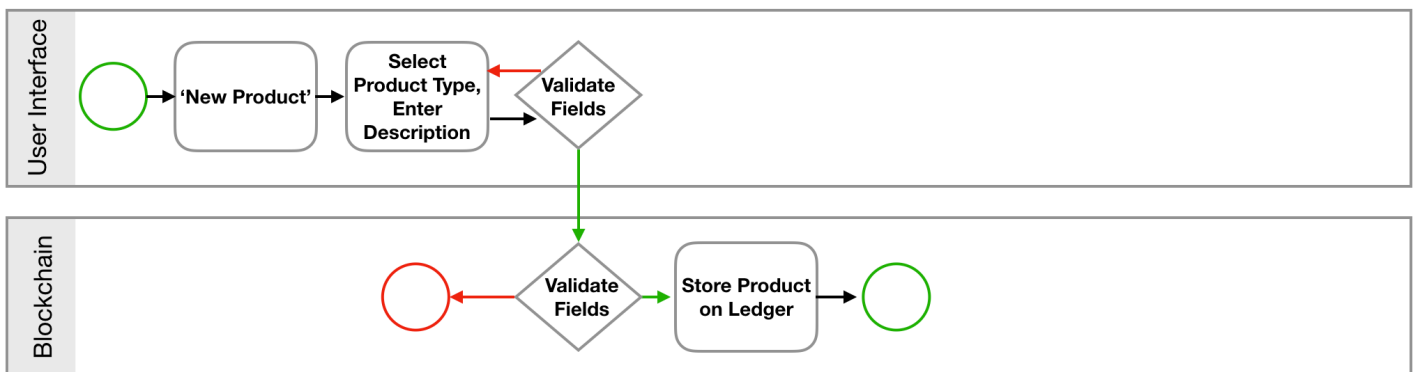 User Interface
‘New Product’
Select
Product Type,
Enter
Description
Validate
Fields
Blockchain
Validate
Fields
Store Product
on Ledger